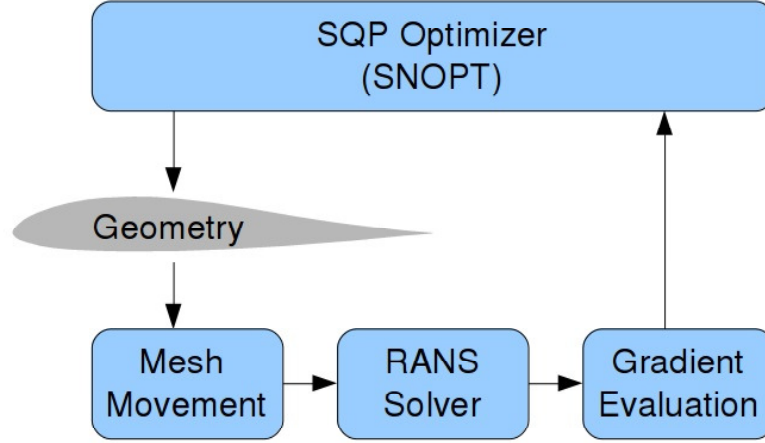 SQP Optimizer
(SNOPT)
Geometry
Mesh
Movement
RANS
Solver
Gradient
Evaluation